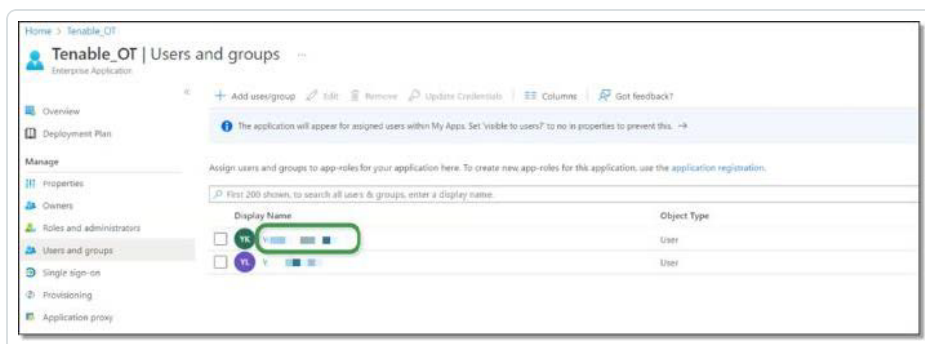 Home > Tenable_OT
Tenable_OT | Users and groups ...
Enterprise Application
«
+ Add user/group Edit Remove Update Credentials Columns Got feedback?
Overview
Deployment Plan
The application will appear for assigned users within My Apps. Set 'visible to users?' to no in properties to prevent this. →
Manage
Assign users and groups to app-roles for your application here. To create new app-roles for this application, use the application registration.
Properties
First 200 shown, to search all users & groups, enter a display name.
Owners
Display Name Object Type
Roles and administrators
YK Y User
Users and groups
YL Y User
Single sign-on
Provisioning
Application proxy